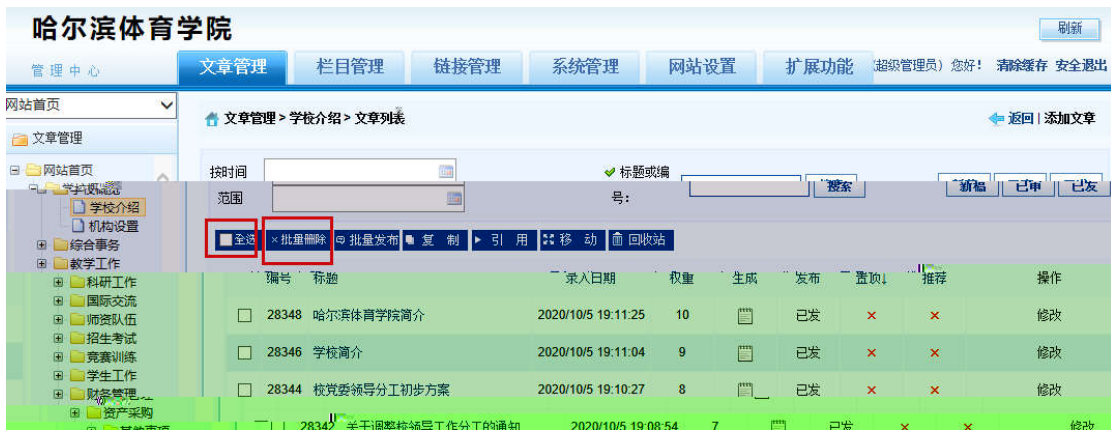 哈尔滨体育学院
刷新
管理中心 文章管理 栏目管理 链接管理 系统管理 网站设置 扩展功能 (超级管理员) 您好! 清除缓存 安全退出
网站首页
文章管理 > 学校介绍 > 文章列表 返回 | 添加文章
文章管理
网站首页
学校概览
学校介绍
机构设置
综合事务
教学工作
科研工作
国际交流
师资队伍
招生考试
竞赛训练
学生工作
财务管理
资产采购
其他事项
按时间范围 标题或编号: 搜索 新稿 已审 已发
全选 ×批量删除 批量发布 复 制 引 用 移 动 回收站
编号 标题 录入日期 权重 生成 发布 置顶↓ 推荐 操作
28348 哈尔滨体育学院简介 2020/10/5 19:11:25 10 已发 × × 修改
28346 学校简介 2020/10/5 19:11:04 9 已发 × × 修改
28344 校党委领导分工初步方案 2020/10/5 19:10:27 8 已发 × × 修改
28342 关于调整校领导工作分工的通知 2020/10/5 19:08:54 7 已发 × × 修改